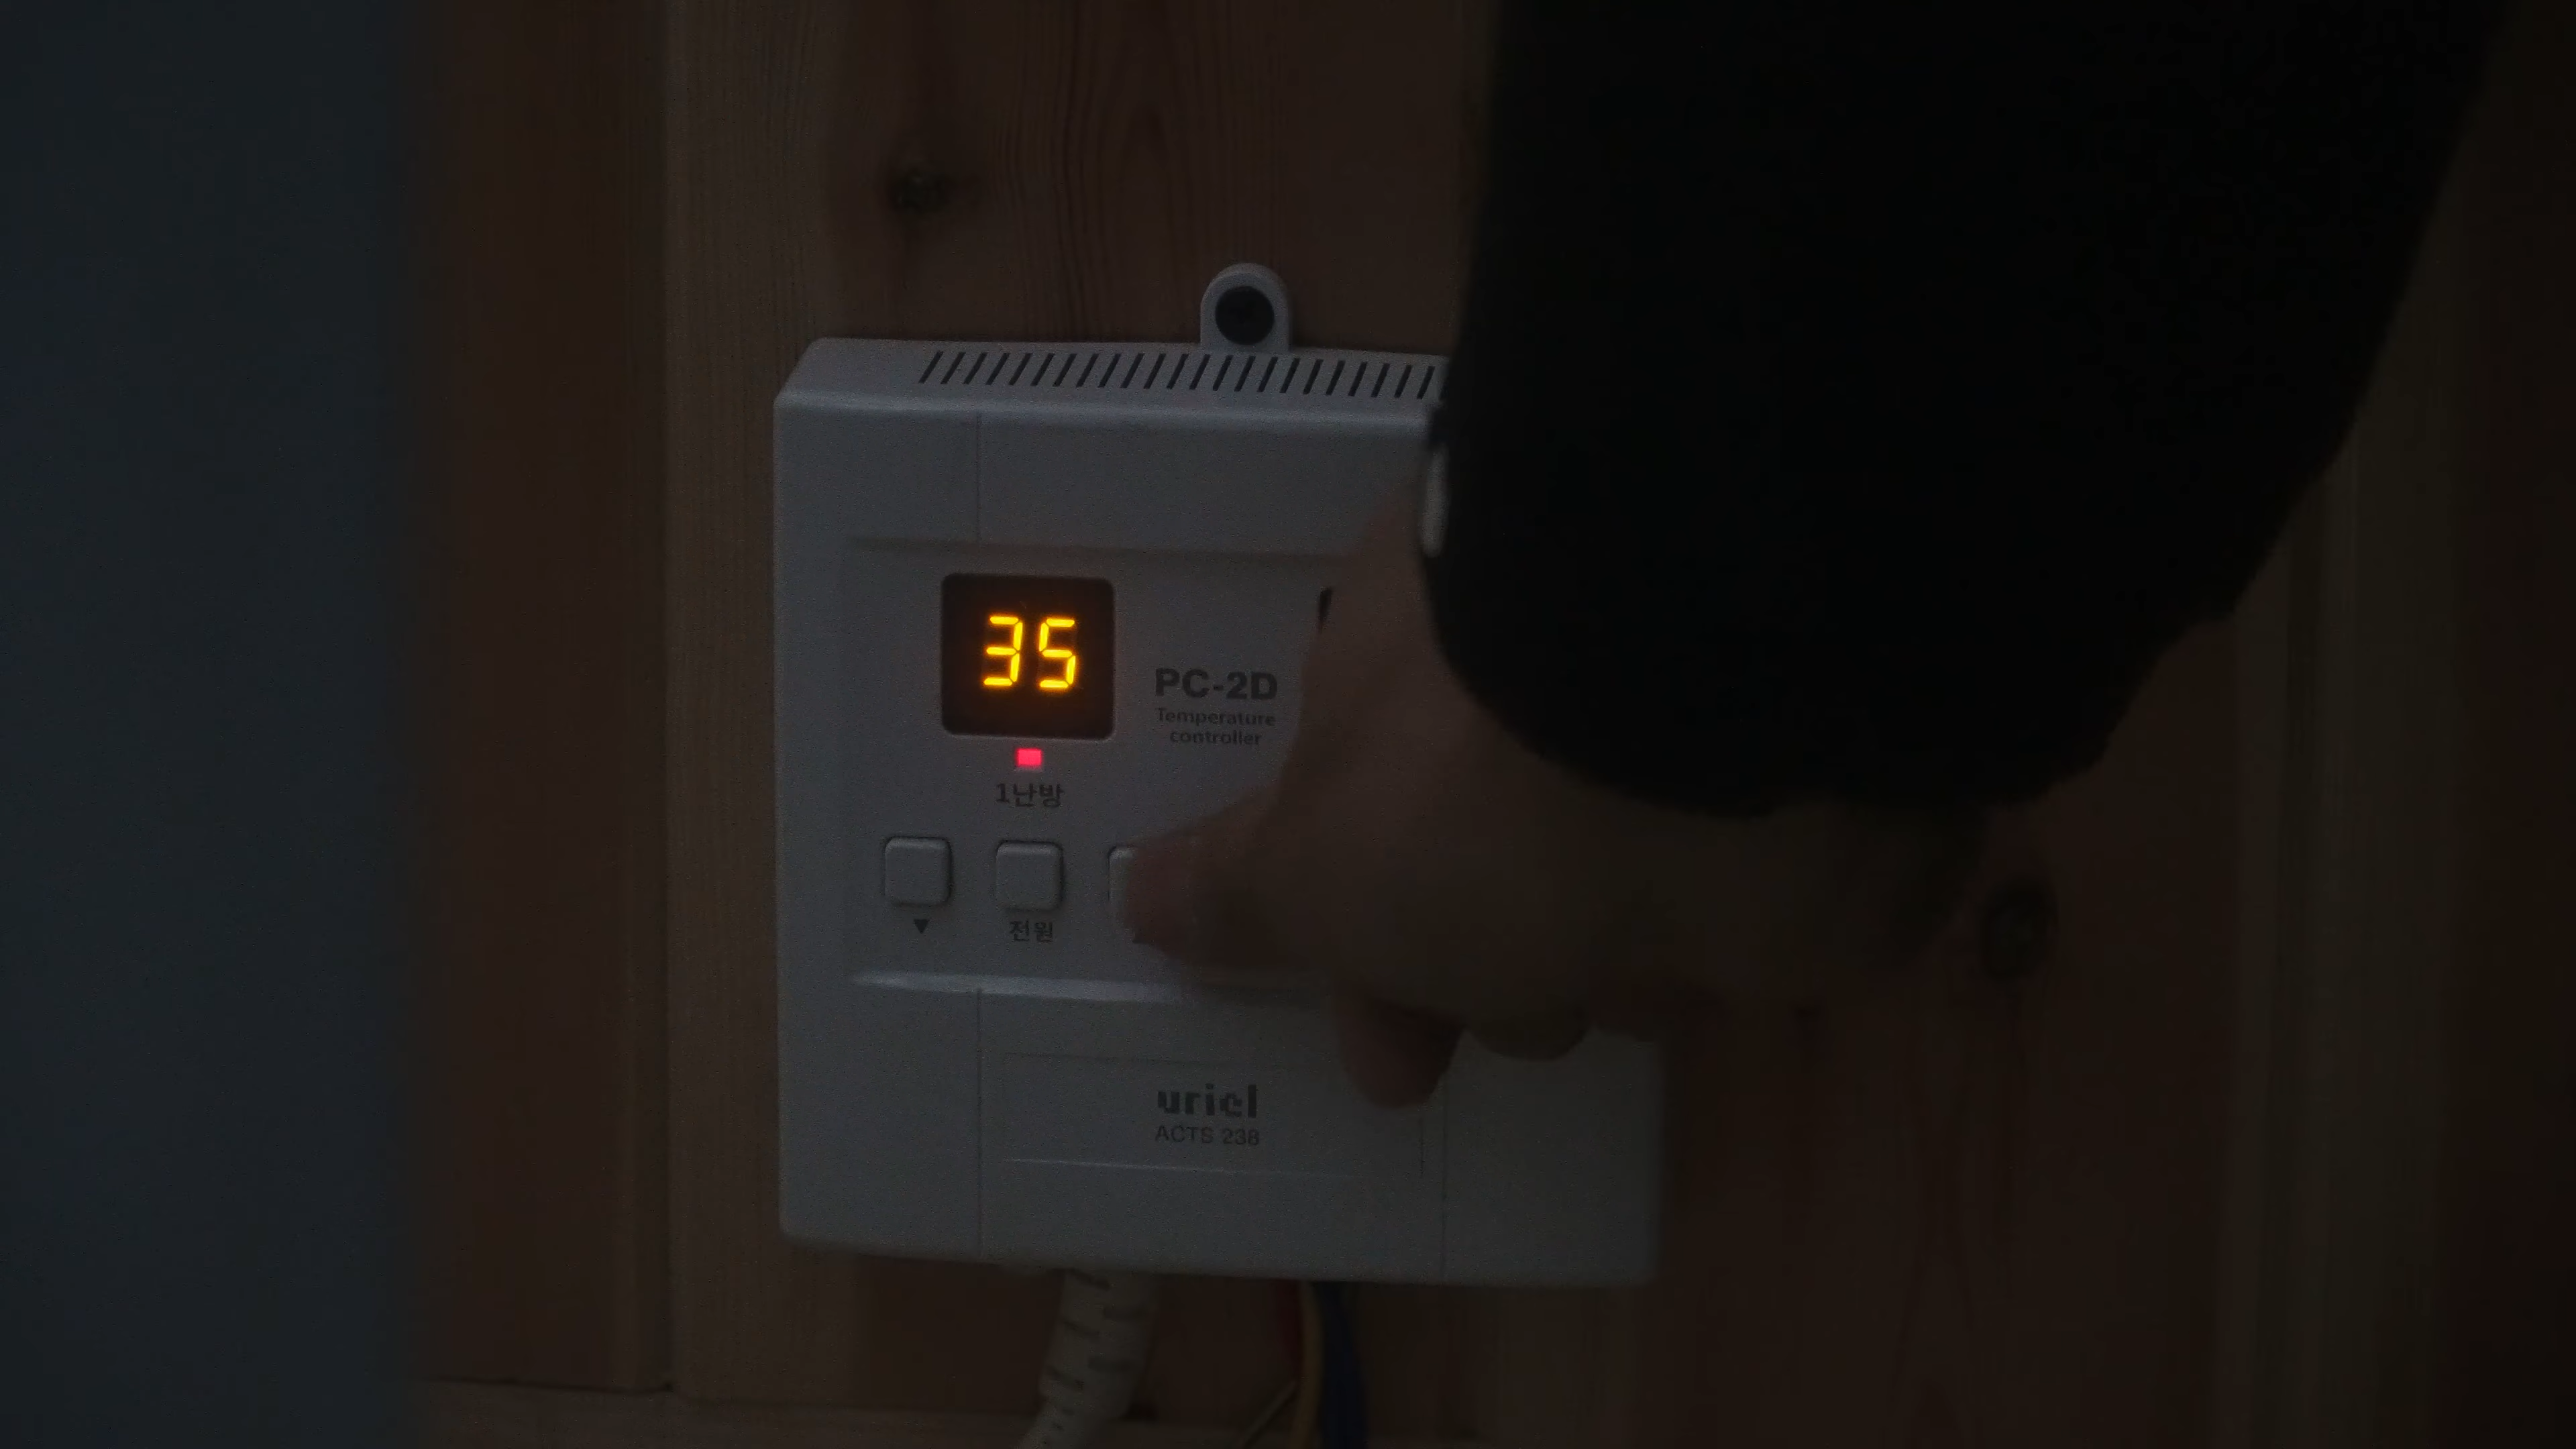 35
PC-2D
Temperature
controller
1난방
▼
전원
uriel
ACTS 238